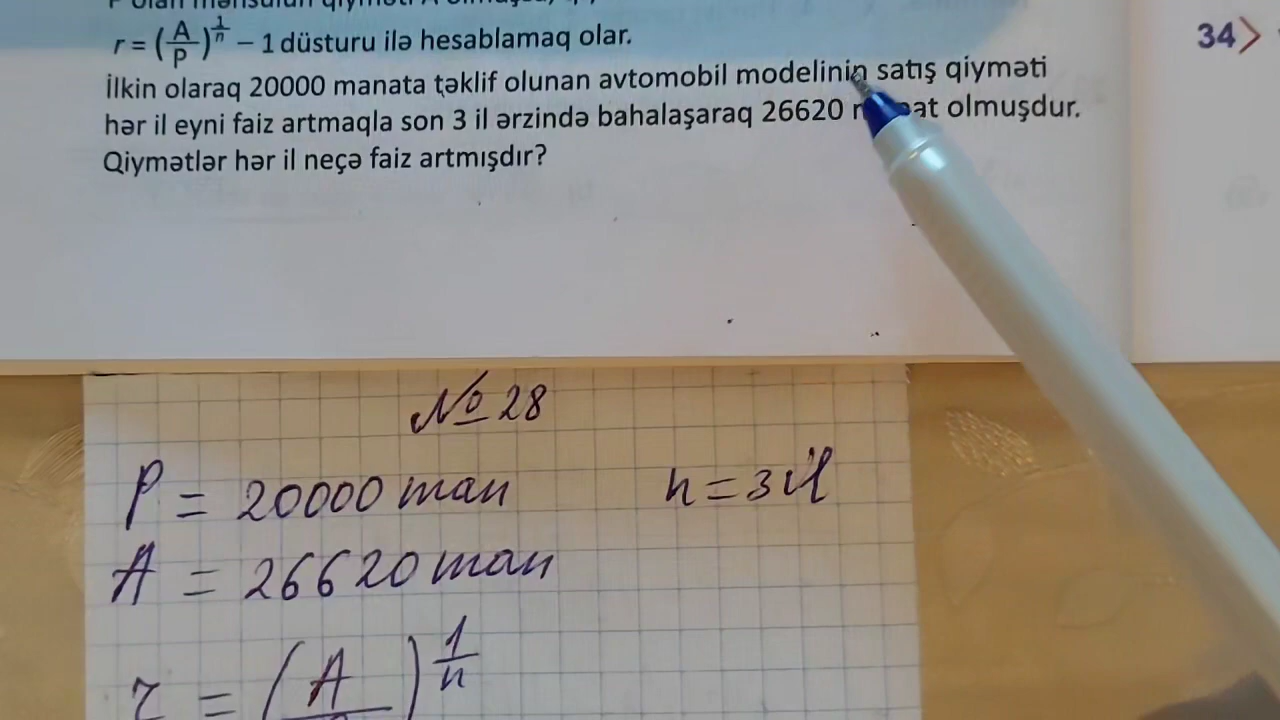 r = (A/P)^(1/n) – 1 düsturu ilə hesablamaq olar.
İlkin olaraq 20000 manata təklif olunan avtomobil modelinin satış qiyməti
hər il eyni faiz artmaqla son 3 il ərzində bahalaşaraq 26620 olmuşdur.
Qiymətlər hər il neçə faiz artmışdır?
34>
№ 28
P = 20000 man n = 3 il
A = 26620 man
r = (A/P)^(1/n)